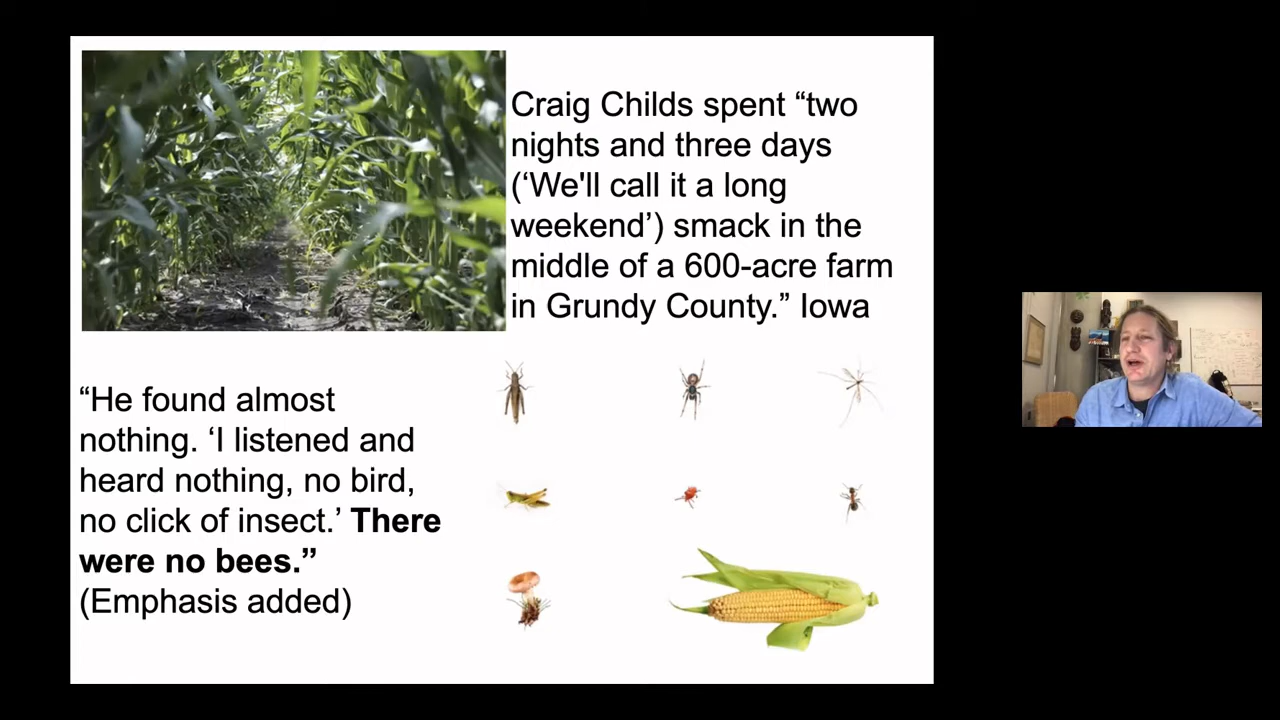 Craig Childs spent “two
nights and three days
(‘We'll call it a long
weekend’) smack in the
middle of a 600-acre farm
in Grundy County.” Iowa
“He found almost
nothing. ‘I listened and
heard nothing, no bird,
no click of insect.’ There
were no bees.”
(Emphasis added)